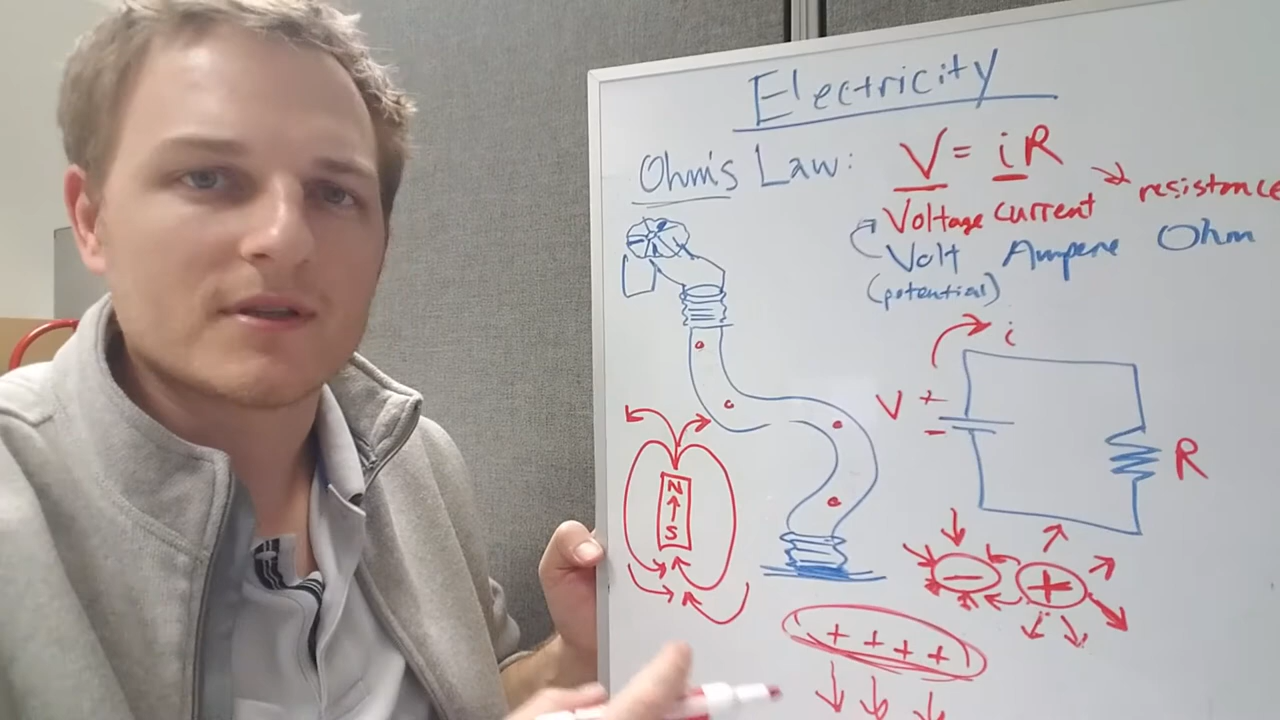 Electricity
Ohm's Law: V = iR
Voltage current resistance
Volt Ampere Ohm
(potential)
i
V + -
R
N
S
- +
+ + + +